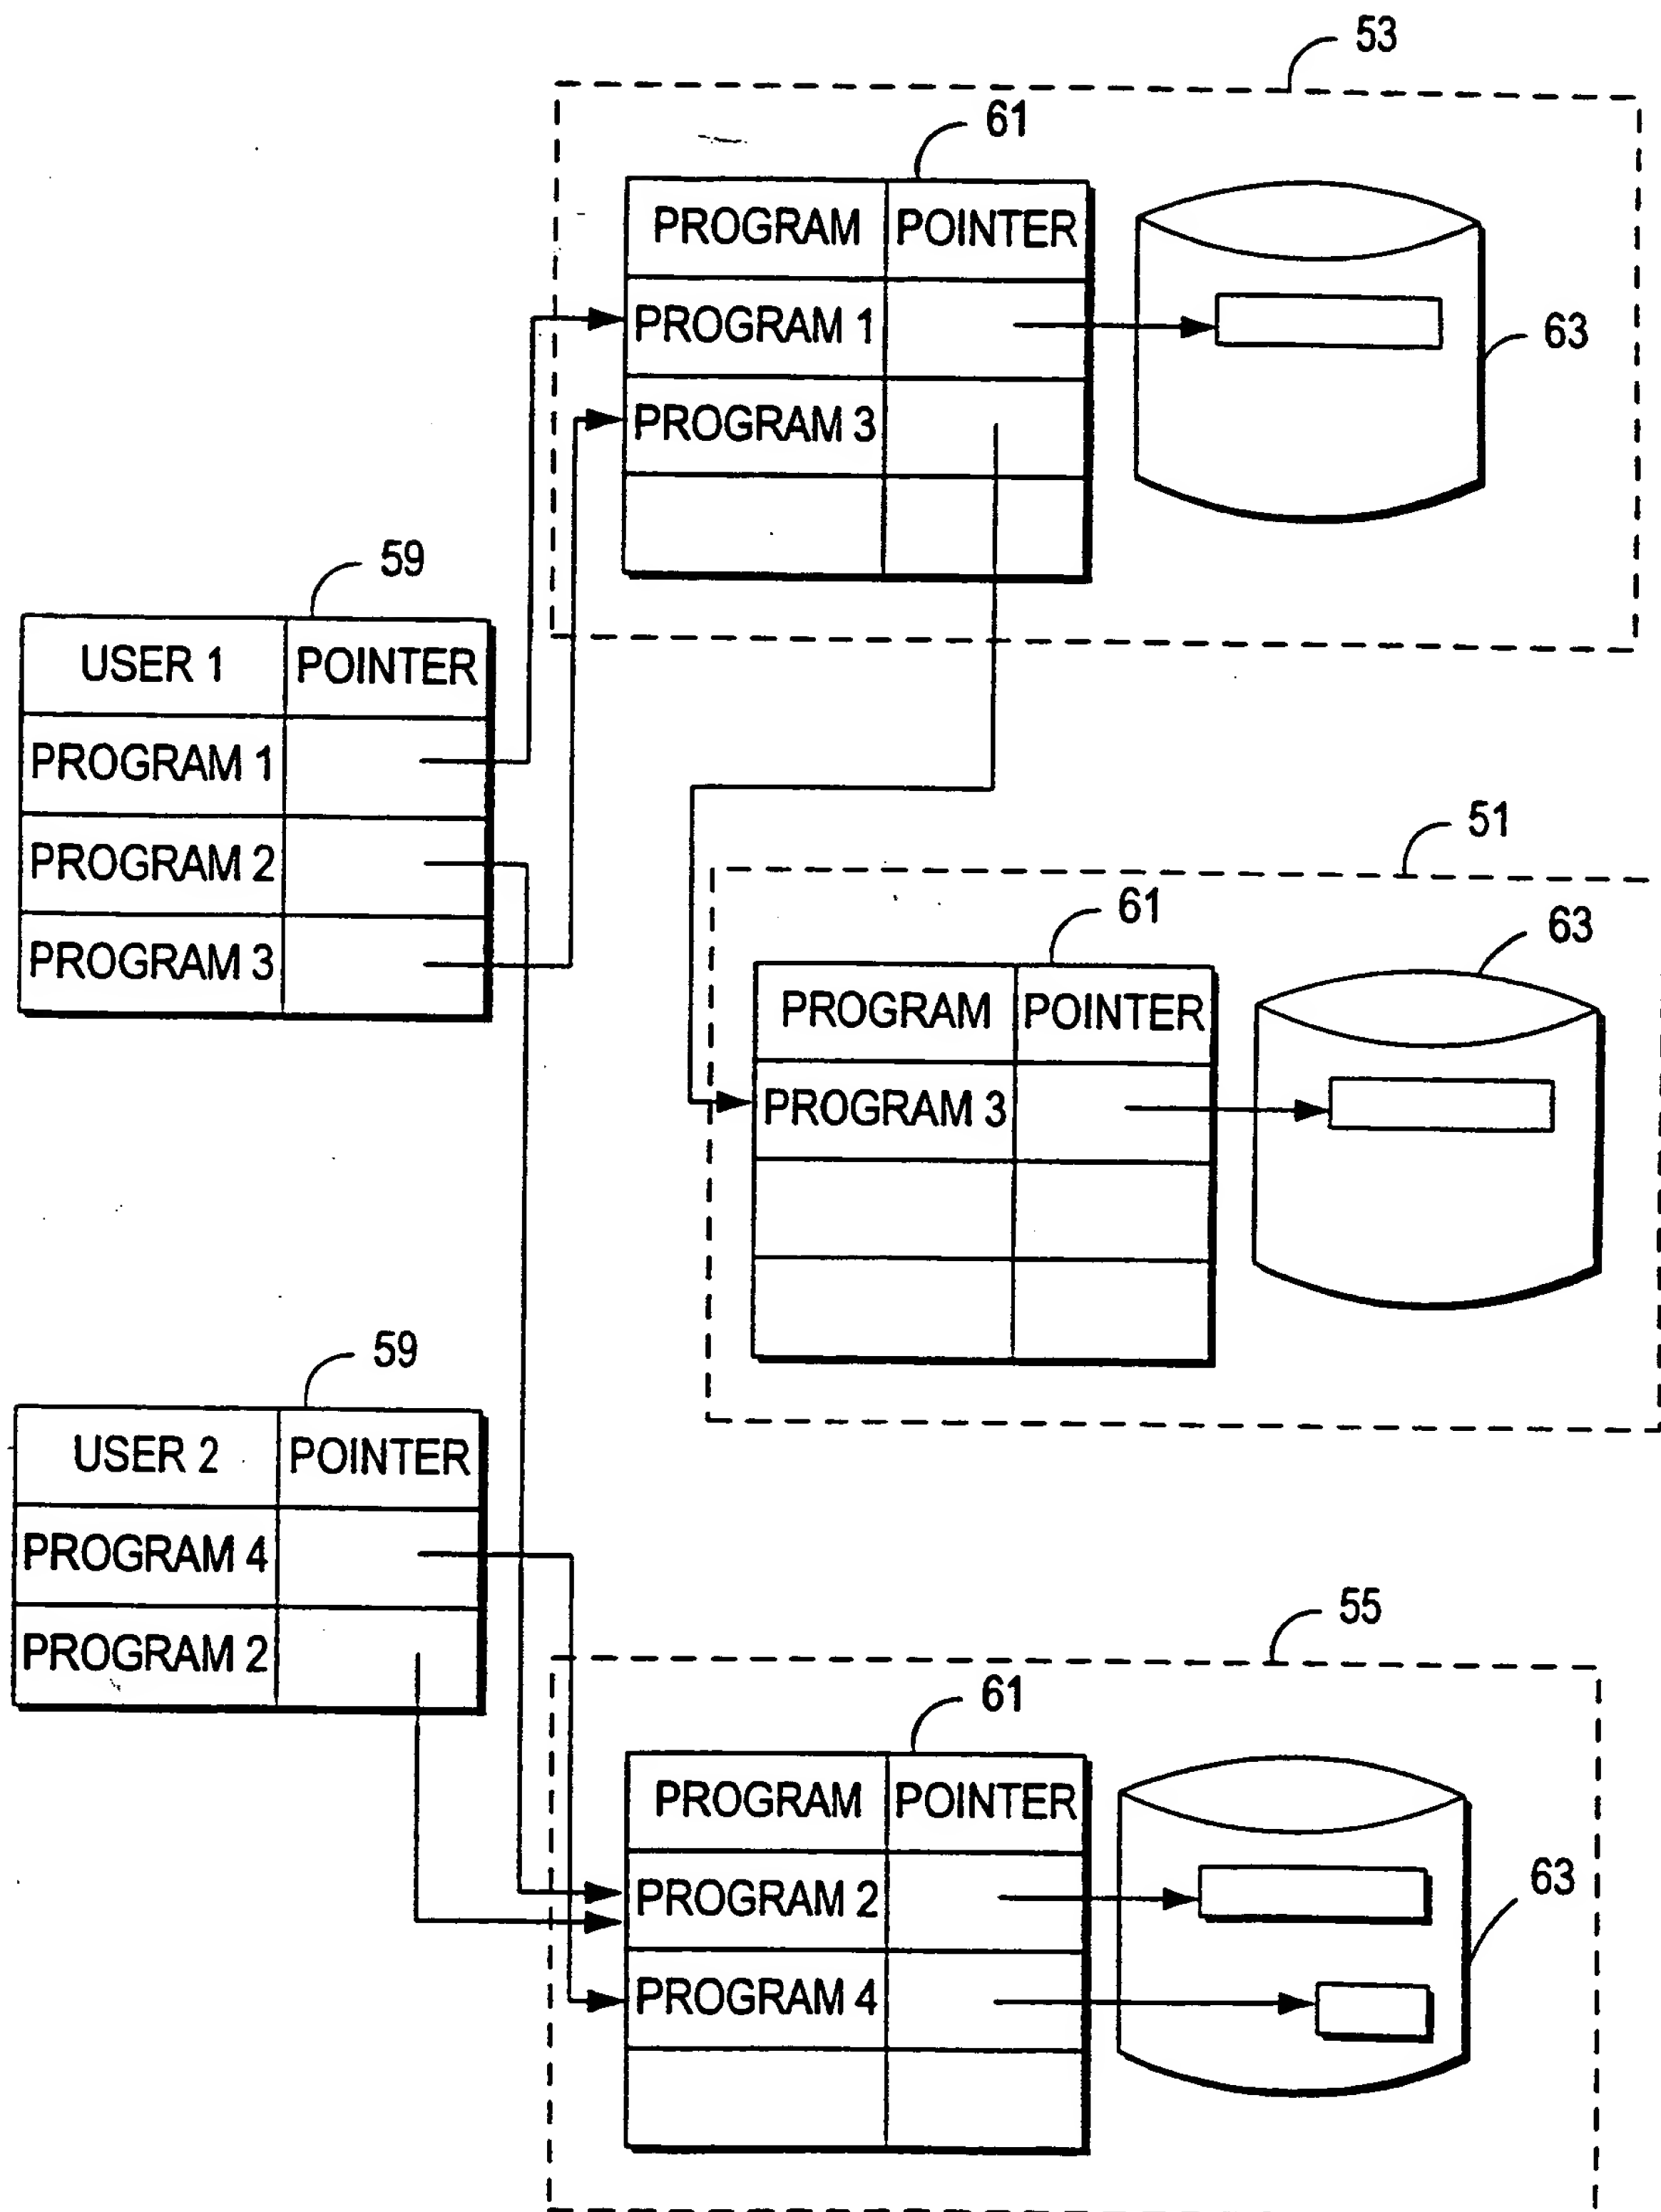 53
61
PROGRAM POINTER
PROGRAM 1
63
PROGRAM 3
59
USER 1 POINTER
PROGRAM 1
PROGRAM 2
PROGRAM 3
51
61
63
PROGRAM POINTER
PROGRAM 3
59
USER 2 POINTER
PROGRAM 4
PROGRAM 2
55
61
PROGRAM POINTER
PROGRAM 2
63
PROGRAM 4